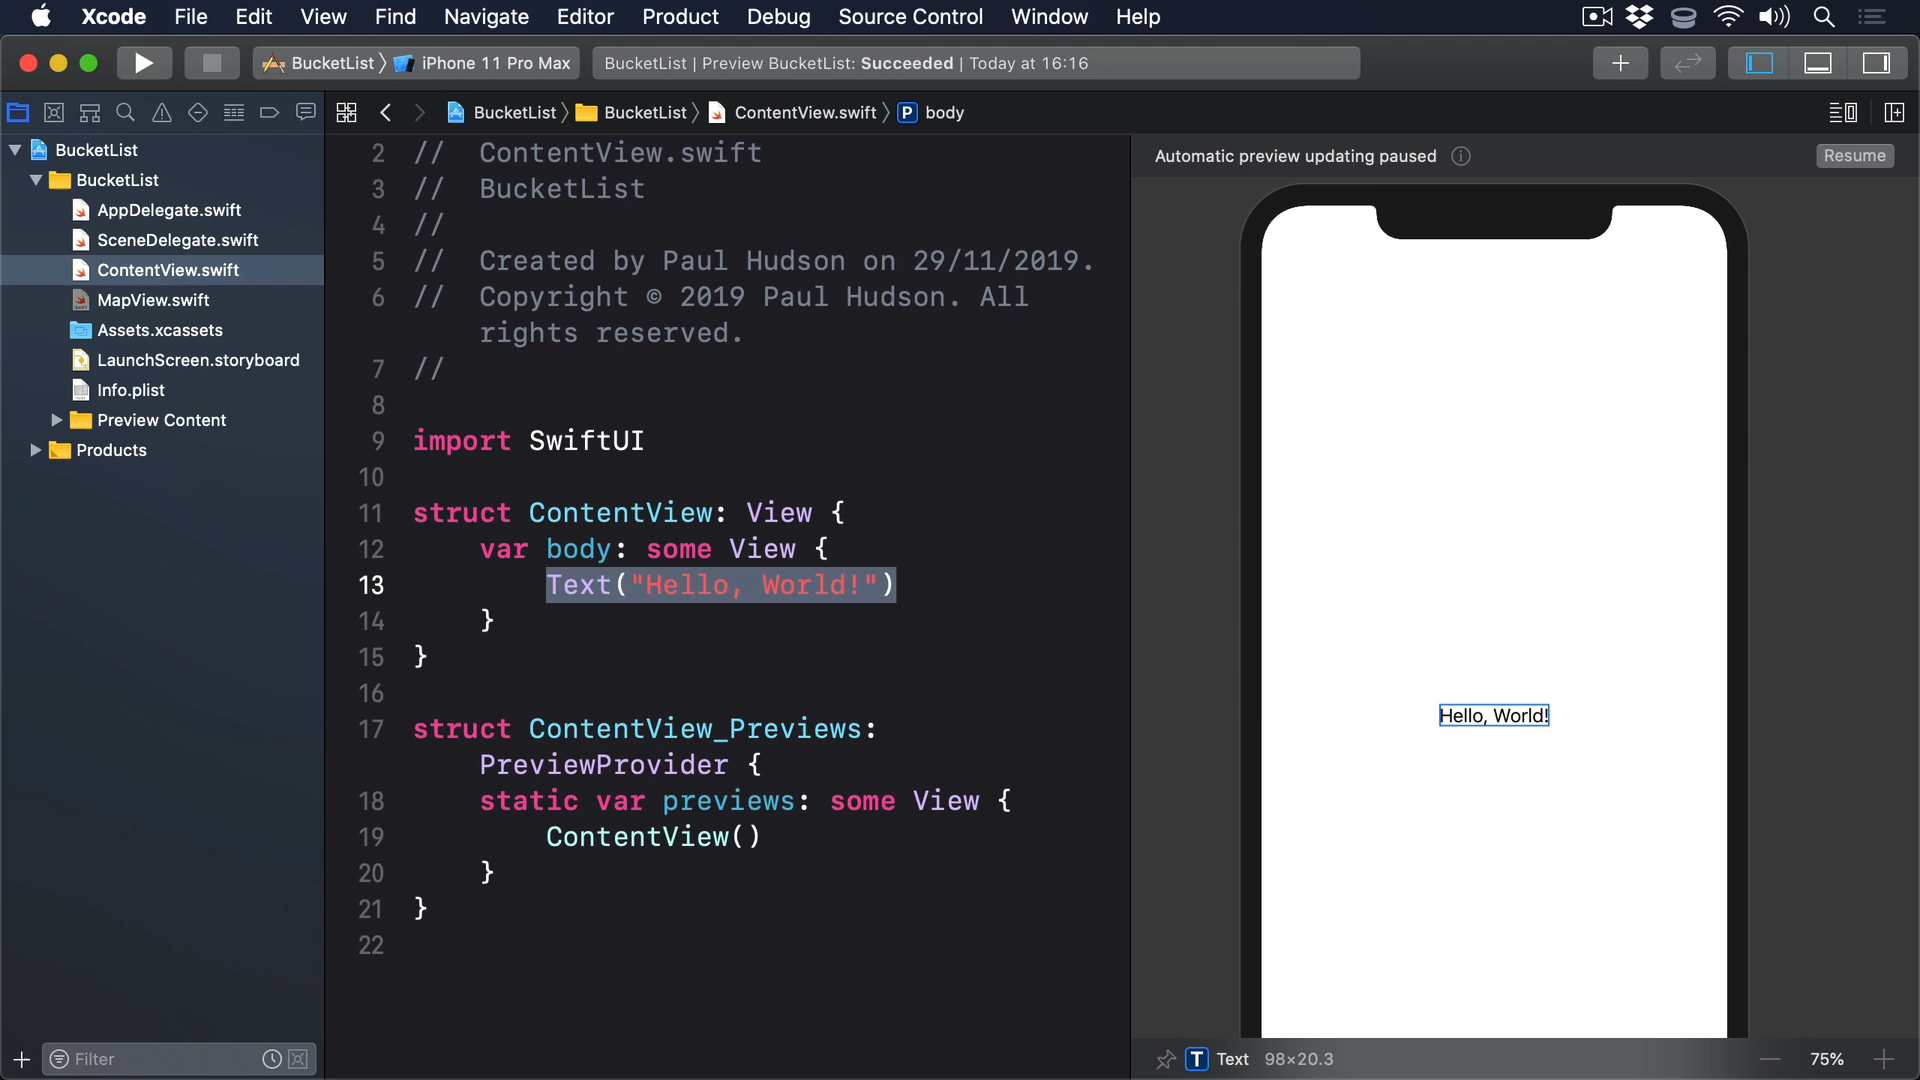 Xcode File Edit View Find Navigate Editor Product Debug Source Control Window Help
BucketList iPhone 11 Pro Max
BucketList | Preview BucketList: Succeeded | Today at 16:16
BucketList BucketList ContentView.swift P body
BucketList
BucketList
AppDelegate.swift
SceneDelegate.swift
ContentView.swift
MapView.swift
Assets.xcassets
LaunchScreen.storyboard
Info.plist
Preview Content
Products
Filter
2 // ContentView.swift
3 // BucketList
4 //
5 // Created by Paul Hudson on 29/11/2019.
6 // Copyright © 2019 Paul Hudson. All
rights reserved.
7 //
8
9 import SwiftUI
10
11 struct ContentView: View {
12 var body: some View {
13 Text("Hello, World!")
14 }
15 }
16
17 struct ContentView_Previews:
PreviewProvider {
18 static var previews: some View {
19 ContentView()
20 }
21 }
22
Automatic preview updating paused
Resume
Hello, World!
T Text 98×20.3
75%